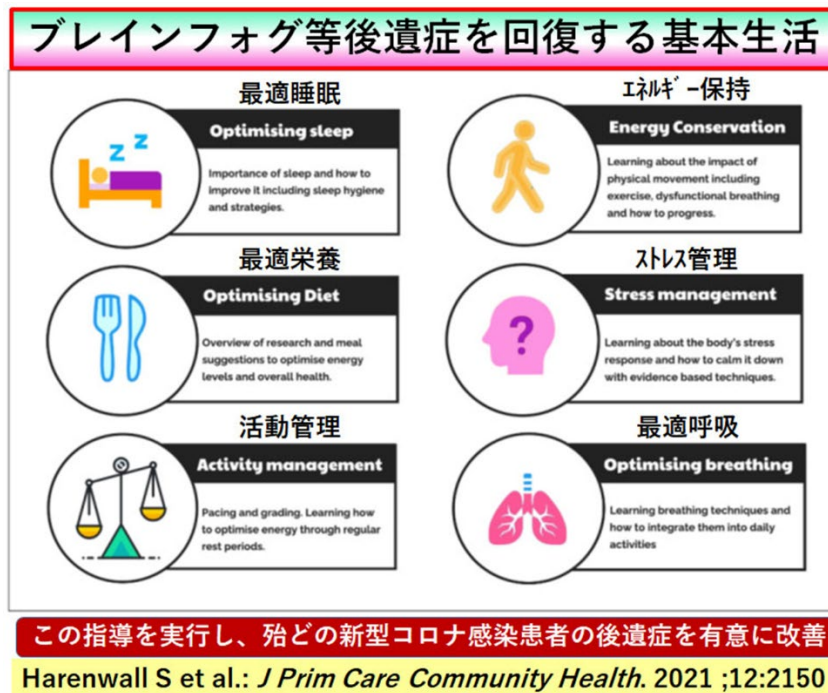 ブレインフォグ等後遺症を回復する基本生活
最適睡眠
Optimising sleep
Importance of sleep and how to
improve it including sleep hygiene
and strategies.
ｴﾈﾙｷﾞｰ保持
Energy Conservation
Learning about the impact of
physical movement including
exercise, dysfunctional breathing
and how to progress.
最適栄養
Optimising Diet
Overview of research and meal
suggestions to optimise energy
levels and overall health.
ｽﾄﾚｽ管理
Stress management
Learning about the body's stress
response and how to calm it down
with evidence based techniques.
活動管理
Activity management
Pacing and grading. Learning how
to optimise energy through regular
rest periods.
最適呼吸
Optimising breathing
Learning breathing techniques and
how to integrate them into daily
activities
この指導を実行し、殆どの新型コロナ感染患者の後遺症を有意に改善
Harenwall S et al.: J Prim Care Community Health. 2021 ;12:2150